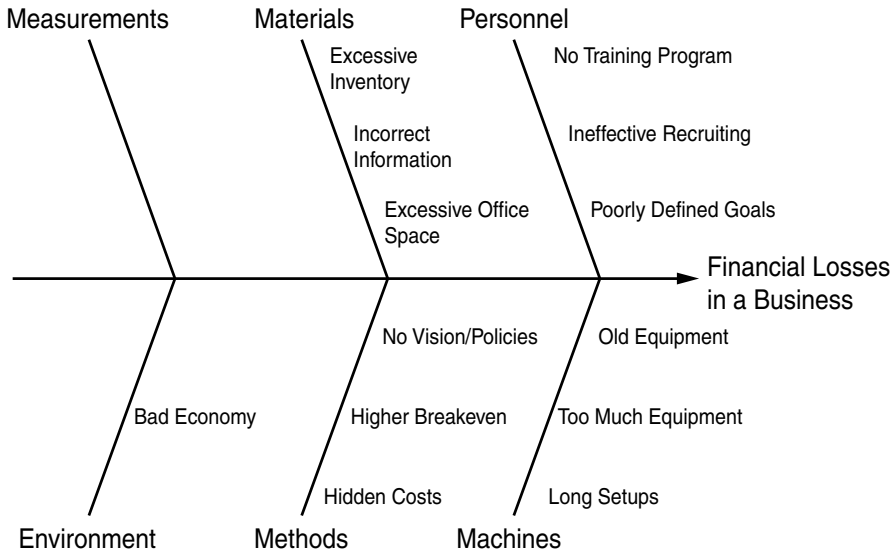 Measurements
Materials
Personnel
Excessive
Inventory
No Training Program
Incorrect
Information
Ineffective Recruiting
Excessive Office
Space
Poorly Defined Goals
Financial Losses
in a Business
No Vision/Policies
Old Equipment
Bad Economy
Higher Breakeven
Too Much Equipment
Hidden Costs
Long Setups
Environment
Methods
Machines